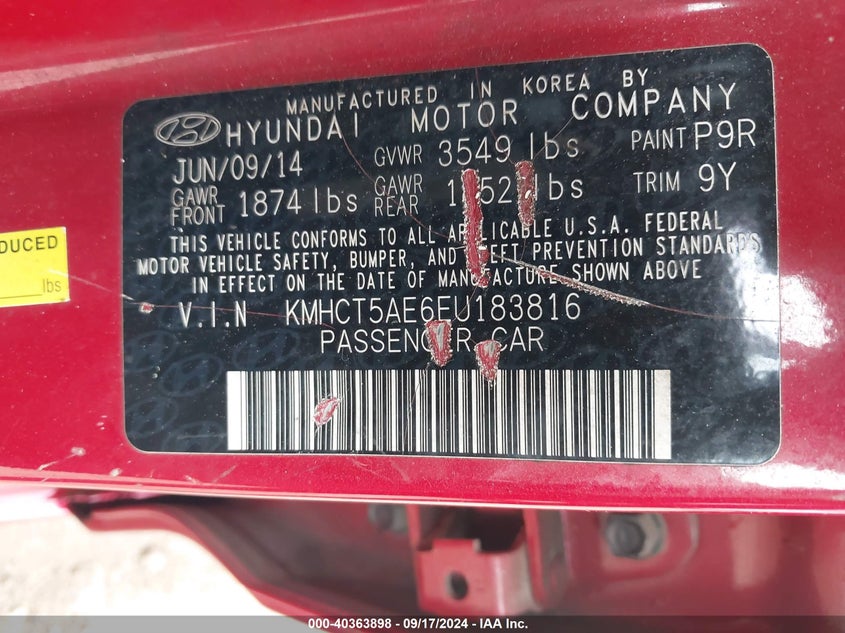 MANUFACTURED IN KOREA BY
HYUNDAI MOTOR COMPANY
JUN/09/14 GVWR 3549 lbs PAINT P9R
GAWR FRONT 1874 lbs GAWR REAR lbs TRIM 9Y
THIS VEHICLE CONFORMS TO ALL APPLICABLE U.S.A. FEDERAL
MOTOR VEHICLE SAFETY, BUMPER, AND THEFT PREVENTION STANDARDS
IN EFFECT ON THE DATE OF MANUFACTURE SHOWN ABOVE
V.I.N KMHCT5AE6EU183816
PASSENGER CAR
lbs
000-40363898 - 09/17/2024 - IAA Inc.